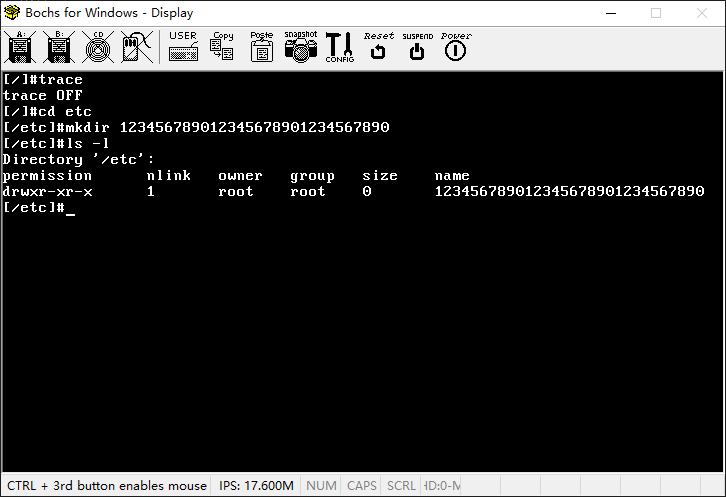 Bochs for Windows - Display
A: B: CD USER Copy Paste Snapshot CONFIG Reset SUSPEND Power
[/]#trace
trace OFF
[/]#cd etc
[/etc]#mkdir 123456789012345678901234567890
[/etc]#ls -l
Directory '/etc':
permission nlink owner group size name
drwxr-xr-x 1 root root 0 123456789012345678901234567890
[/etc]#_
CTRL + 3rd button enables mouse IPS: 17.600M NUM CAPS SCRL HD:0-M